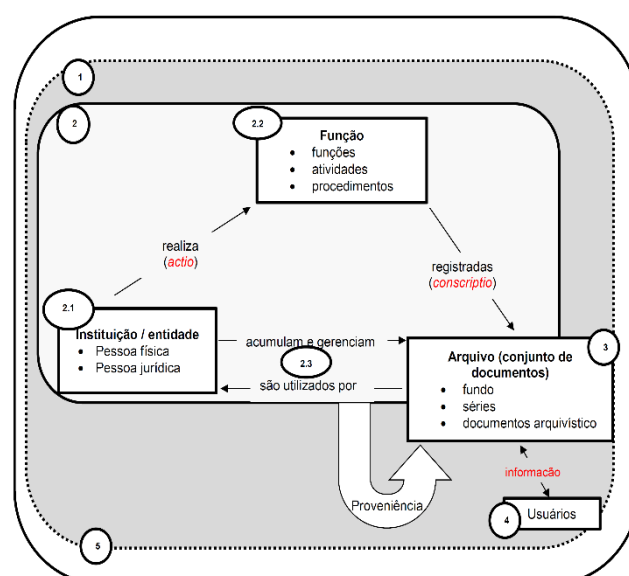 1
2
2.2
Função
• funções
• atividades
• procedimentos
realiza
(actio)
registradas
(conscriptio)
2.1
Instituição / entidade
• Pessoa física
• Pessoa jurídica
acumulam e gerenciam
2.3
são utilizados por
3
Arquivo (conjunto de
documentos)
• fundo
• séries
• documentos arquivístico
Proveniência
informacão
4
Usuários
5